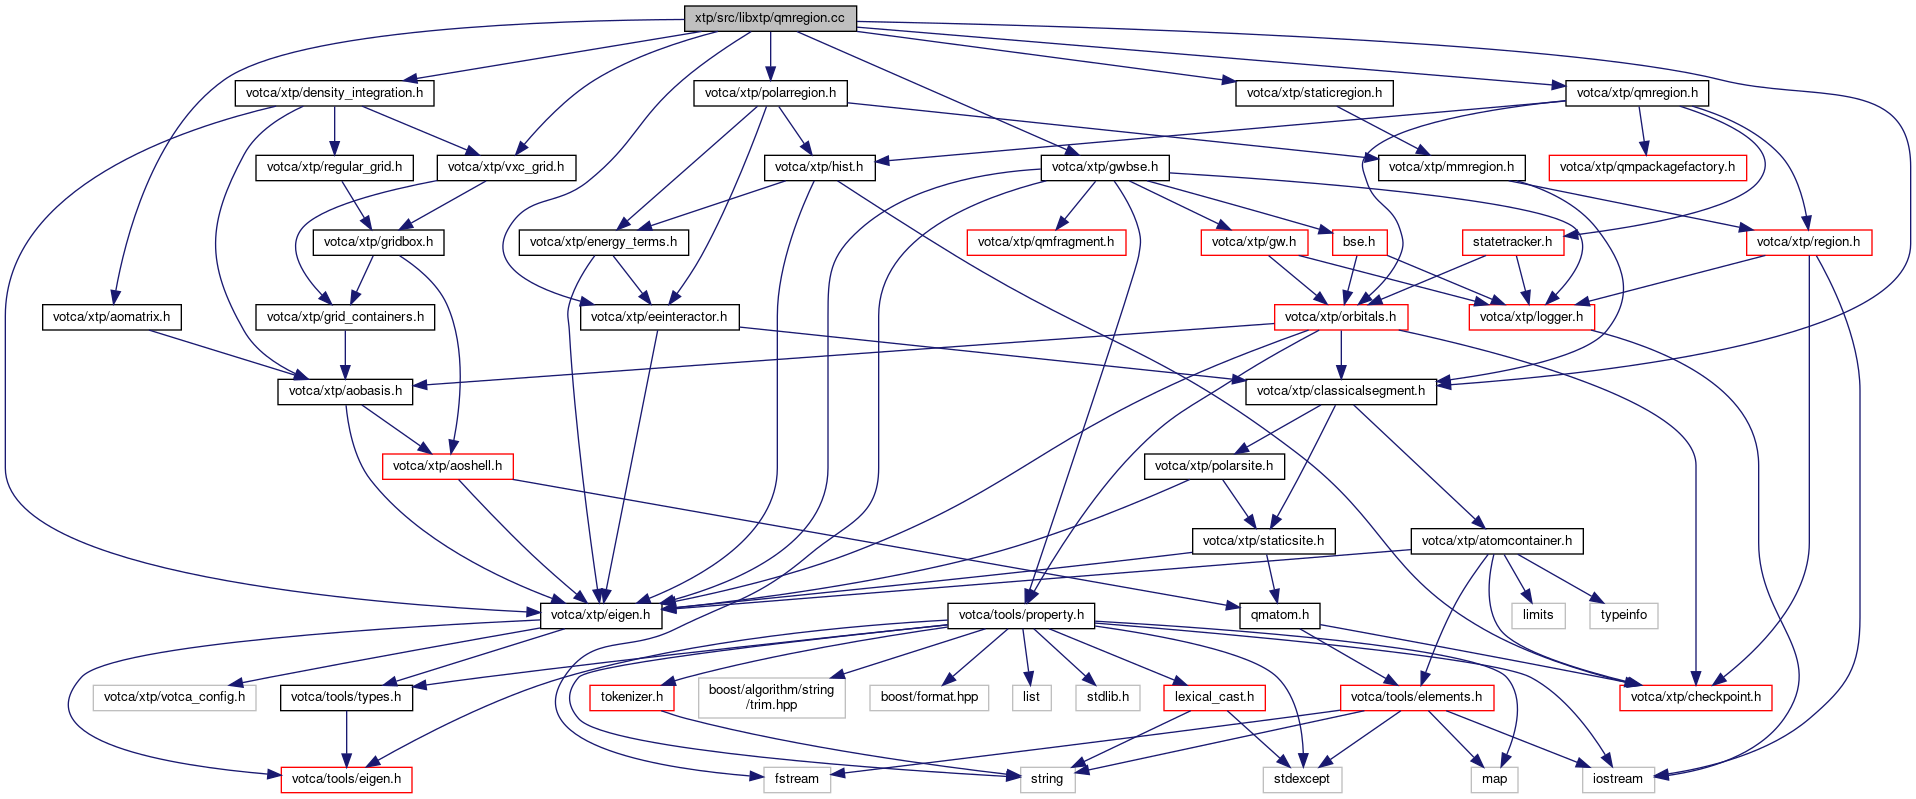 xtp/src/libxtp/qmregion.cc
votca/xtp/density_integration.h
votca/xtp/polarregion.h
votca/xtp/staticregion.h
votca/xtp/qmregion.h
votca/xtp/regular_grid.h
votca/xtp/vxc_grid.h
votca/xtp/hist.h
votca/xtp/gwbse.h
votca/xtp/mmregion.h
votca/xtp/qmpackagefactory.h
votca/xtp/gridbox.h
votca/xtp/energy_terms.h
votca/xtp/qmfragment.h
votca/xtp/gw.h
bse.h
statetracker.h
votca/xtp/region.h
votca/xtp/aomatrix.h
votca/xtp/grid_containers.h
votca/xtp/eeinteractor.h
votca/xtp/orbitals.h
votca/xtp/logger.h
votca/xtp/aobasis.h
votca/xtp/classicalsegment.h
votca/xtp/aoshell.h
votca/xtp/polarsite.h
votca/xtp/staticsite.h
votca/xtp/atomcontainer.h
votca/xtp/eigen.h
votca/tools/property.h
qmatom.h
limits
typeinfo
votca/xtp/votca_config.h
votca/tools/types.h
tokenizer.h
boost/algorithm/string
/trim.hpp
boost/format.hpp
list
stdlib.h
lexical_cast.h
votca/tools/elements.h
votca/xtp/checkpoint.h
votca/tools/eigen.h
fstream
string
stdexcept
map
iostream